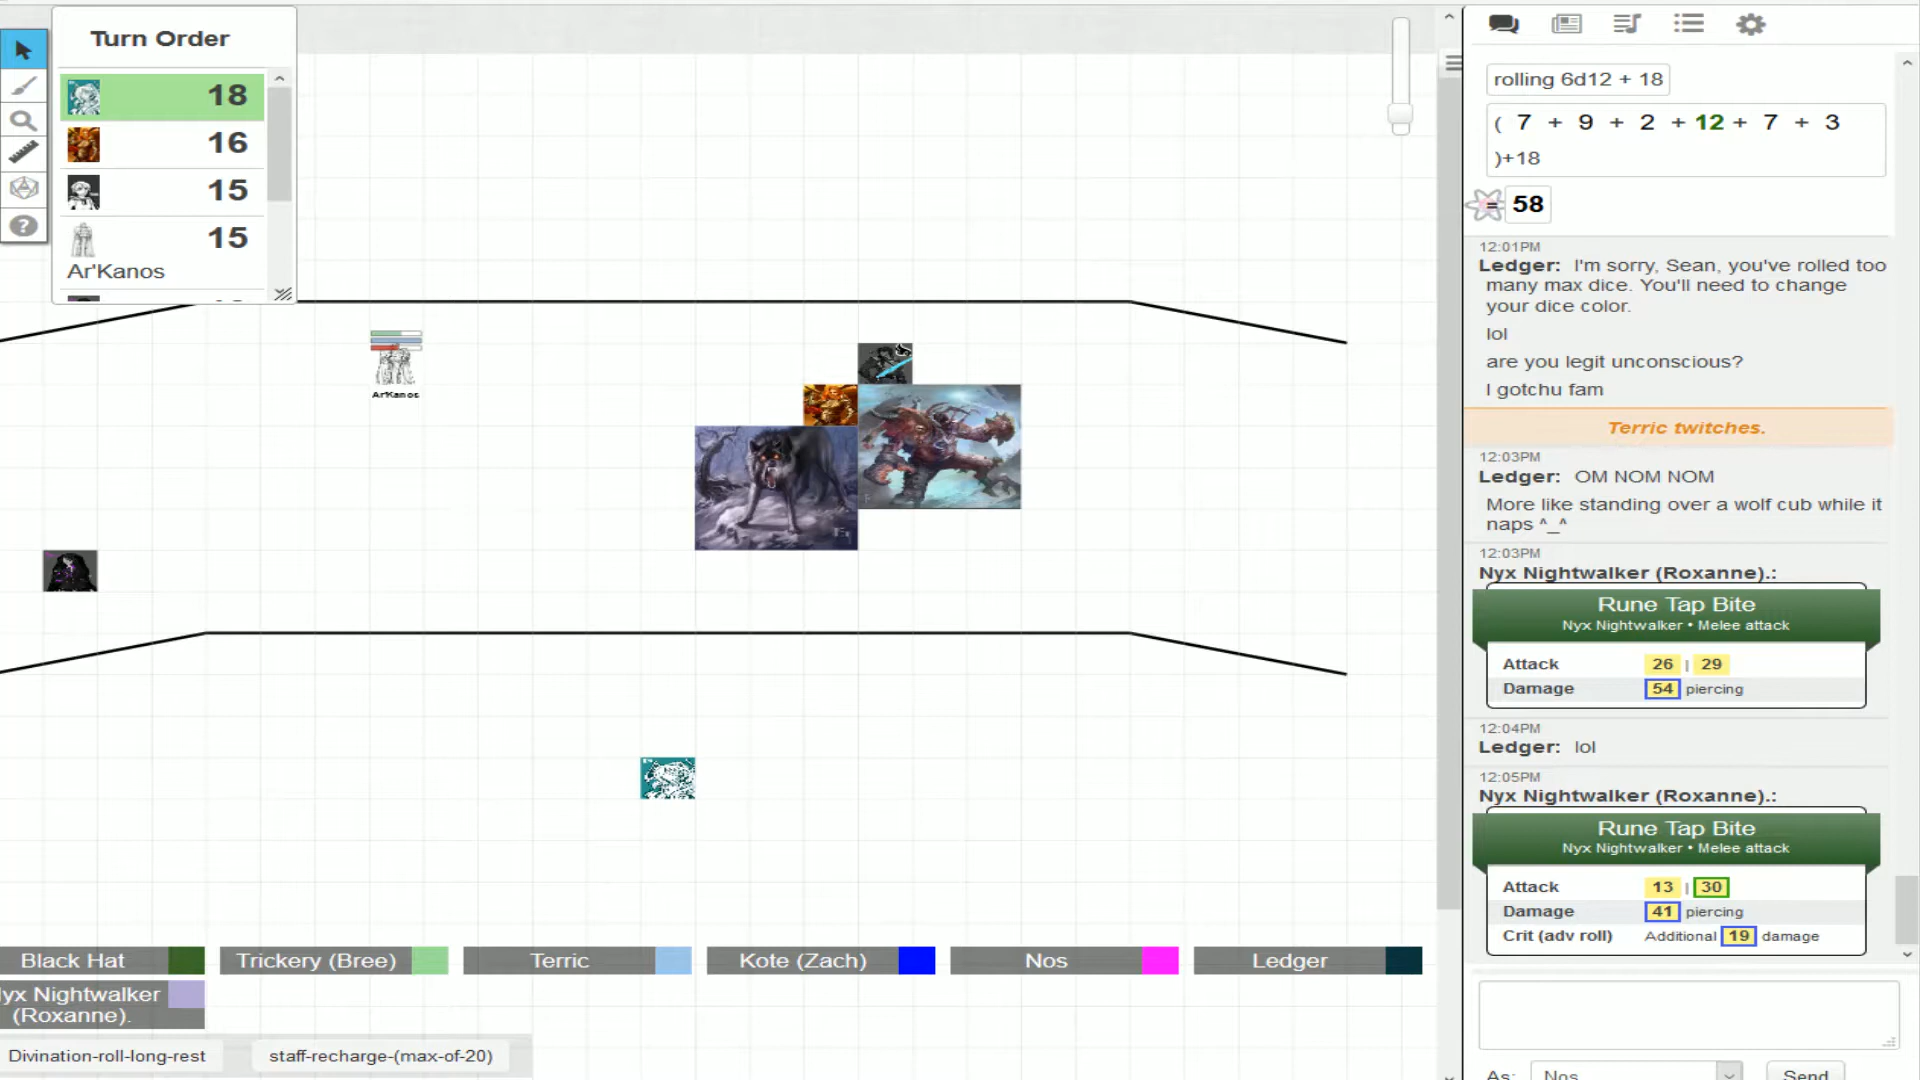 Turn Order
18
16
15
15
Ar'Kanos
Ar'Kanos
rolling 6d12 + 18
( 7 + 9 + 2 + 12 + 7 + 3
)+18
= 58
12:01PM
Ledger: I'm sorry, Sean, you've rolled too
many max dice. You'll need to change
your dice color.
lol
are you legit unconscious?
I gotchu fam
Terric twitches.
12:03PM
Ledger: OM NOM NOM
More like standing over a wolf cub while it
naps ^_^
12:03PM
Nyx Nightwalker (Roxanne).:
Rune Tap Bite
Nyx Nightwalker • Melee attack
Attack 26 | 29
Damage 54 piercing
12:04PM
Ledger: lol
12:05PM
Nyx Nightwalker (Roxanne).:
Rune Tap Bite
Nyx Nightwalker • Melee attack
Attack 13 | 30
Damage 41 piercing
Crit (adv roll) Additional 19 damage
Black Hat
Trickery (Bree)
Terric
Kote (Zach)
Nos
Ledger
yx Nightwalker
(Roxanne).
Divination-roll-long-rest
staff-recharge-(max-of-20)
As: Nos
Send